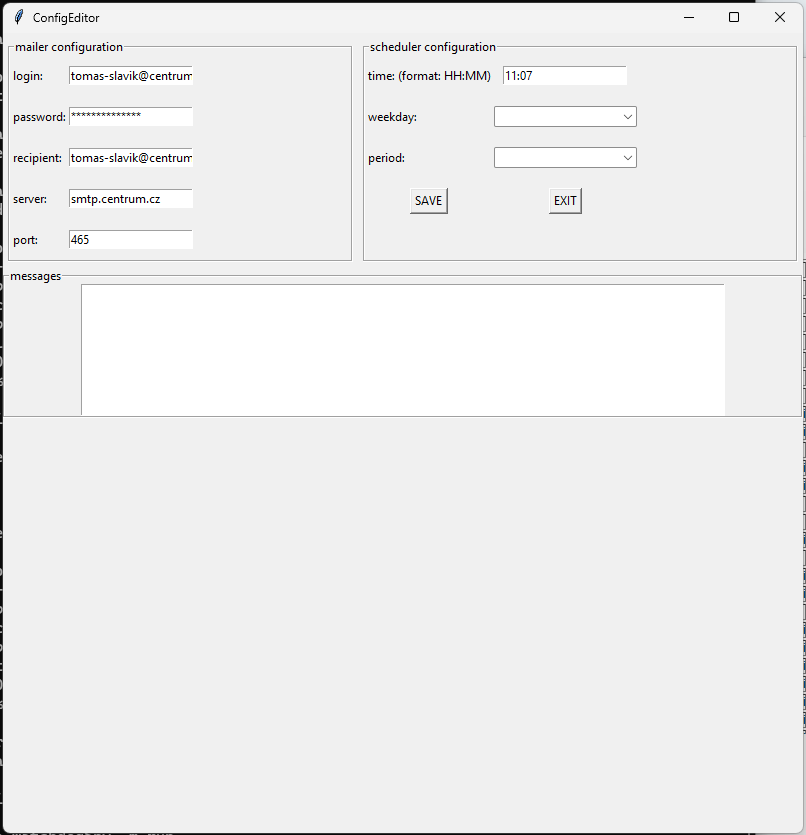 ConfigEditor
mailer configuration
login: tomas-slavik@centrum
password: **************
recipient: tomas-slavik@centrum
server: smtp.centrum.cz
port: 465
scheduler configuration
time: (format: HH:MM) 11:07
weekday:
period:
SAVE EXIT
messages